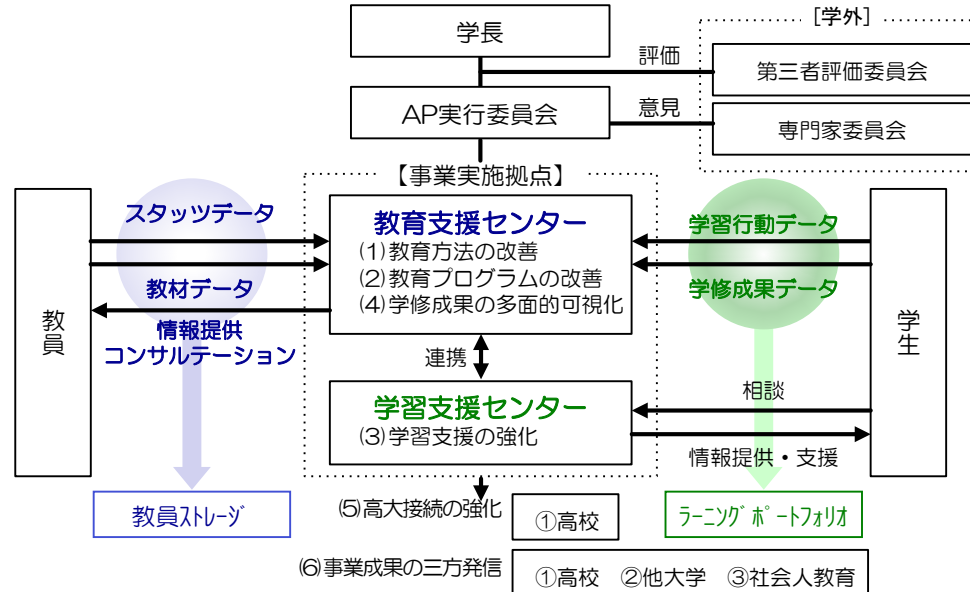 [学外]
学長
評価
第三者評価委員会
AP実行委員会
意見
専門家委員会
【事業実施拠点】
スタッツデータ
教育支援センター
(1)教育方法の改善
(2)教育プログラムの改善
(4)学修成果の多面的可視化
学習行動データ
教材データ
学修成果データ
教員
情報提供
コンサルテーション
学生
連携
学習支援センター
(3)学習支援の強化
相談
情報提供・支援
教員ｽﾄﾚｰｼﾞ
ﾗｰﾆﾝｸﾞﾎﾟｰﾄﾌｫﾘｵ
(5)高大接続の強化
①高校
(6)事業成果の三方発信
①高校 ②他大学 ③社会人教育